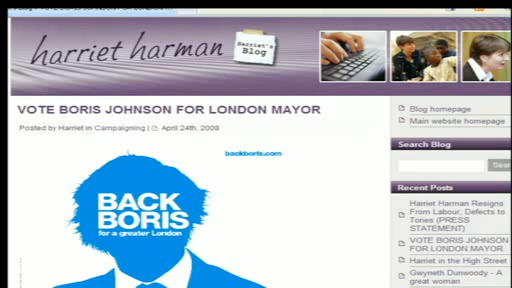 harriet harman
Harriet's
Blog
VOTE BORIS JOHNSON FOR LONDON MAYOR
Posted by Harriet in Campaigning | April 24th, 2008
backboris.com
BACK
BORIS
for a greater London
Blog homepage
Main website homepage
Search Blog
Sear
Recent Posts
Harriet Harman Resigns
From Labour, Defects to
Tories (PRESS
STATEMENT)
VOTE BORIS JOHNSON
FOR LONDON MAYOR
Harriet in the High Street
Gwyneth Dunwoody - A
great woman